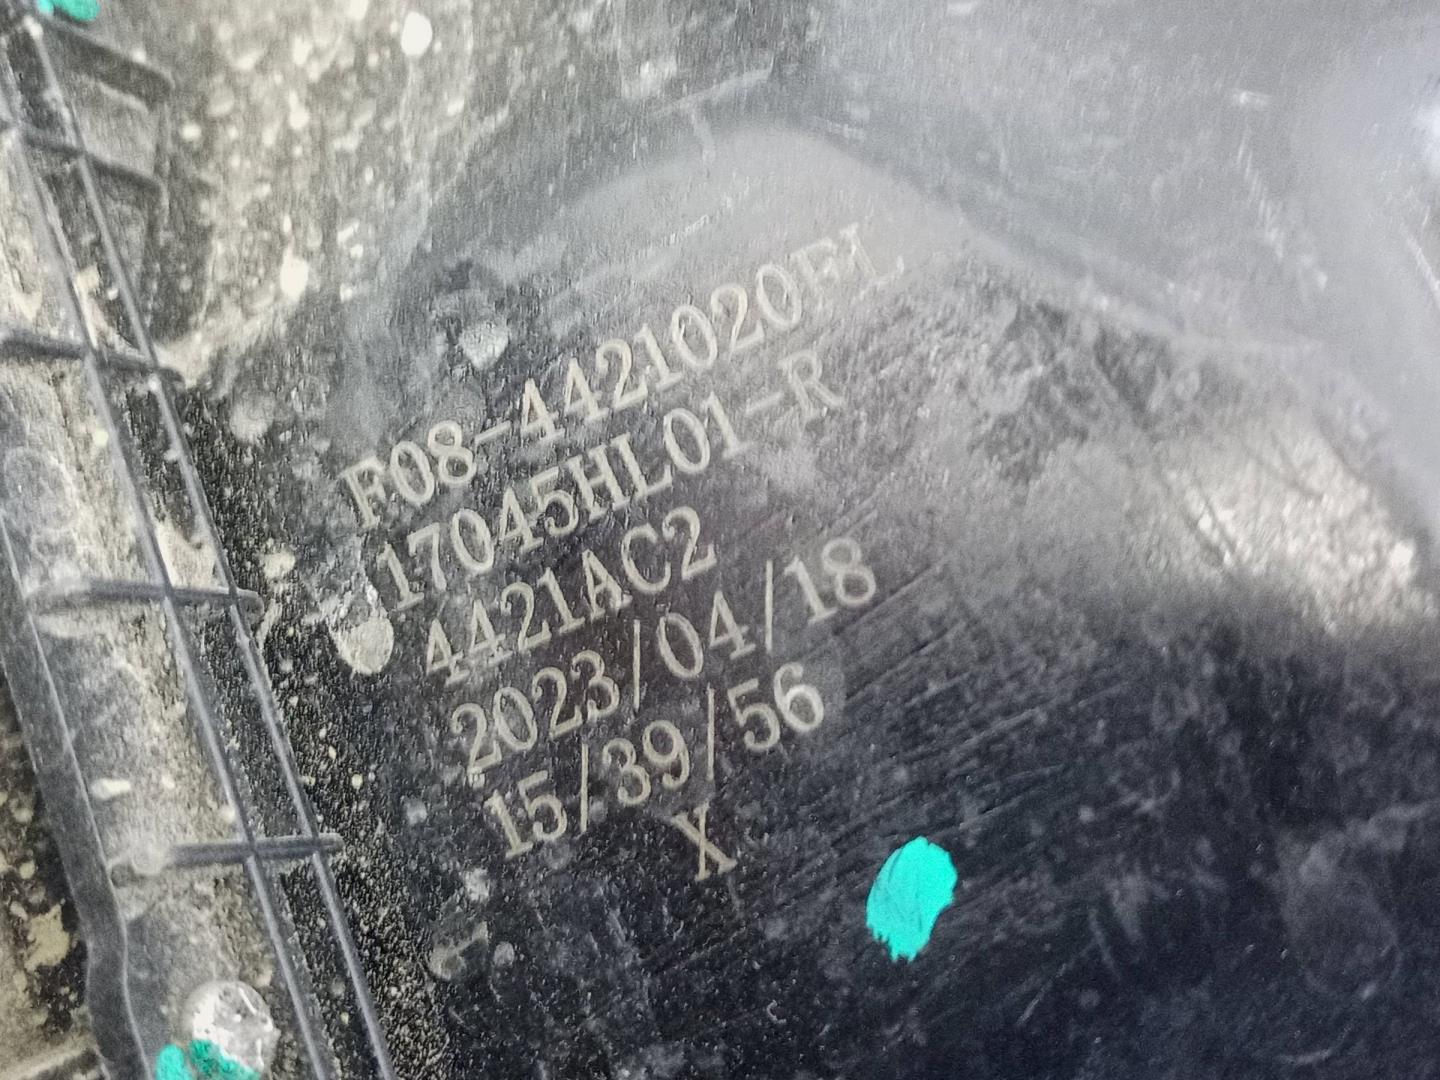 F08-4421020FL
17045HL01-R
4421AC2
2023/04/18
15/39/56
X